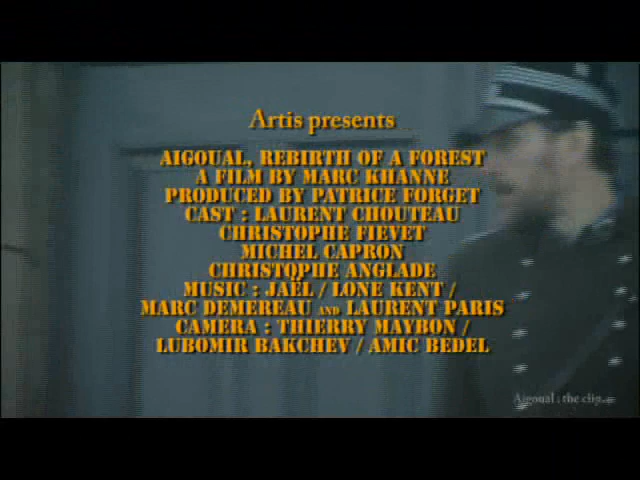 Artis presents
AIGOUAL, REBIRTH OF A FOREST
A FILM BY MARC KHANNE
PRODUCED BY PATRICE FORGET
CAST : LAURENT CHOUTEAU
CHRISTOPHE FIEVET
MICHEL CAPRON
CHRISTOPHE ANGLADE
MUSIC : JAËL / LONE KENT /
MARC DEMEREAU AND LAURENT PARIS
CAMERA : THIERRY MAYBON /
LUBOMIR BAKCHEV / AMIC BEDEL
Aigoual : the clip...